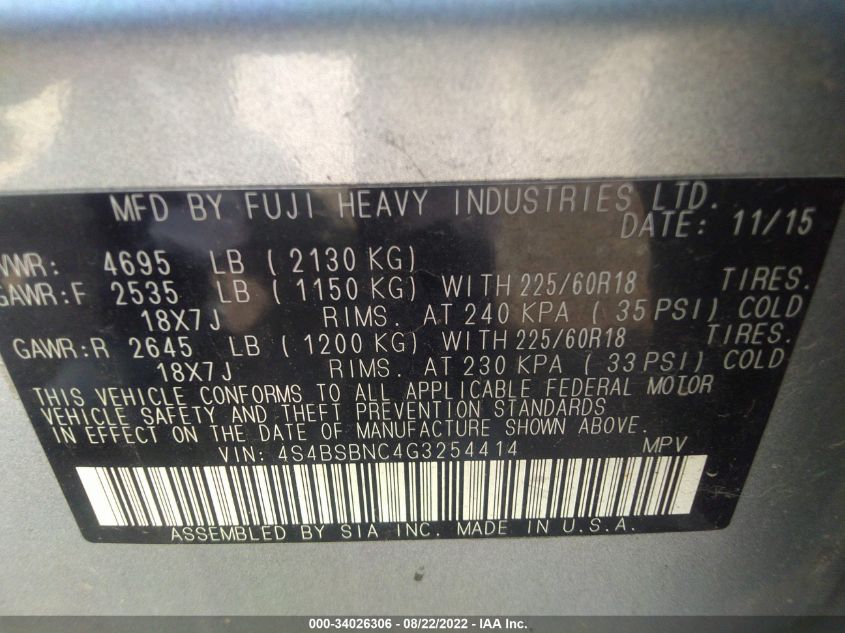 MFD BY FUJI HEAVY INDUSTRIES LTD.
DATE: 11/15
VWR: 4695 LB ( 2130 KG)
GAWR:F 2535 LB ( 1150 KG) WITH 225/60R18 TIRES.
18X7J RIMS. AT 240 KPA ( 35 PSI) COLD
GAWR:R 2645 LB ( 1200 KG) WITH 225/60R18 TIRES.
18X7J RIMS. AT 230 KPA ( 33 PSI) COLD
THIS VEHICLE CONFORMS TO ALL APPLICABLE FEDERAL MOTOR
VEHICLE SAFETY AND THEFT PREVENTION STANDARDS
IN EFFECT ON THE DATE OF MANUFACTURE SHOWN ABOVE.
VIN: 4S4BSBNC4G3254414 MPV
ASSEMBLED BY SIA INC. MADE IN U.S.A.
000-34026306 - 08/22/2022 - IAA Inc.